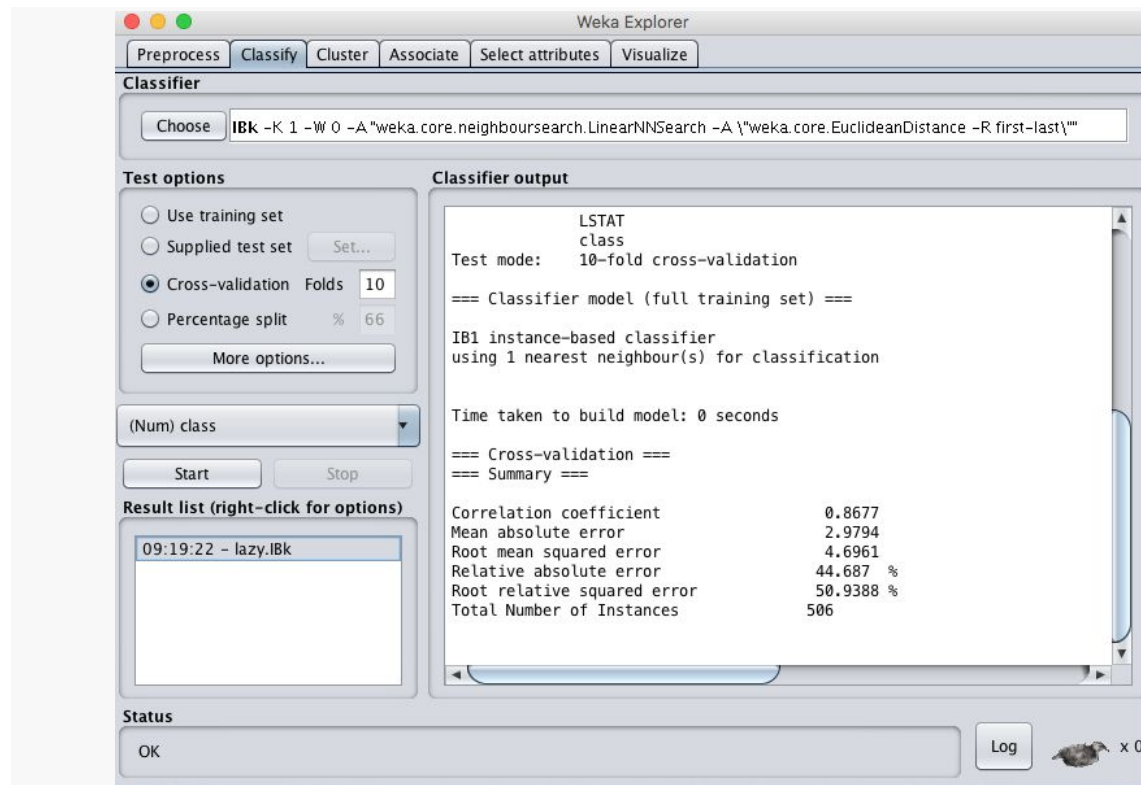 Weka Explorer
Preprocess Classify Cluster Associate Select attributes Visualize
Classifier
Choose IBk -K 1 -W 0 -A "weka.core.neighboursearch.LinearNNSearch -A \"weka.core.EuclideanDistance -R first-last\""
Test options
Use training set
Supplied test set Set...
Cross-validation Folds 10
Percentage split % 66
More options...
(Num) class
Start Stop
Result list (right-click for options)
09:19:22 - lazy.IBk
Classifier output
LSTAT
class
Test mode: 10-fold cross-validation
=== Classifier model (full training set) ===
IB1 instance-based classifier
using 1 nearest neighbour(s) for classification
Time taken to build model: 0 seconds
=== Cross-validation ===
=== Summary ===
Correlation coefficient 0.8677
Mean absolute error 2.9794
Root mean squared error 4.6961
Relative absolute error 44.687 %
Root relative squared error 50.9388 %
Total Number of Instances 506
Status
OK
Log x 0